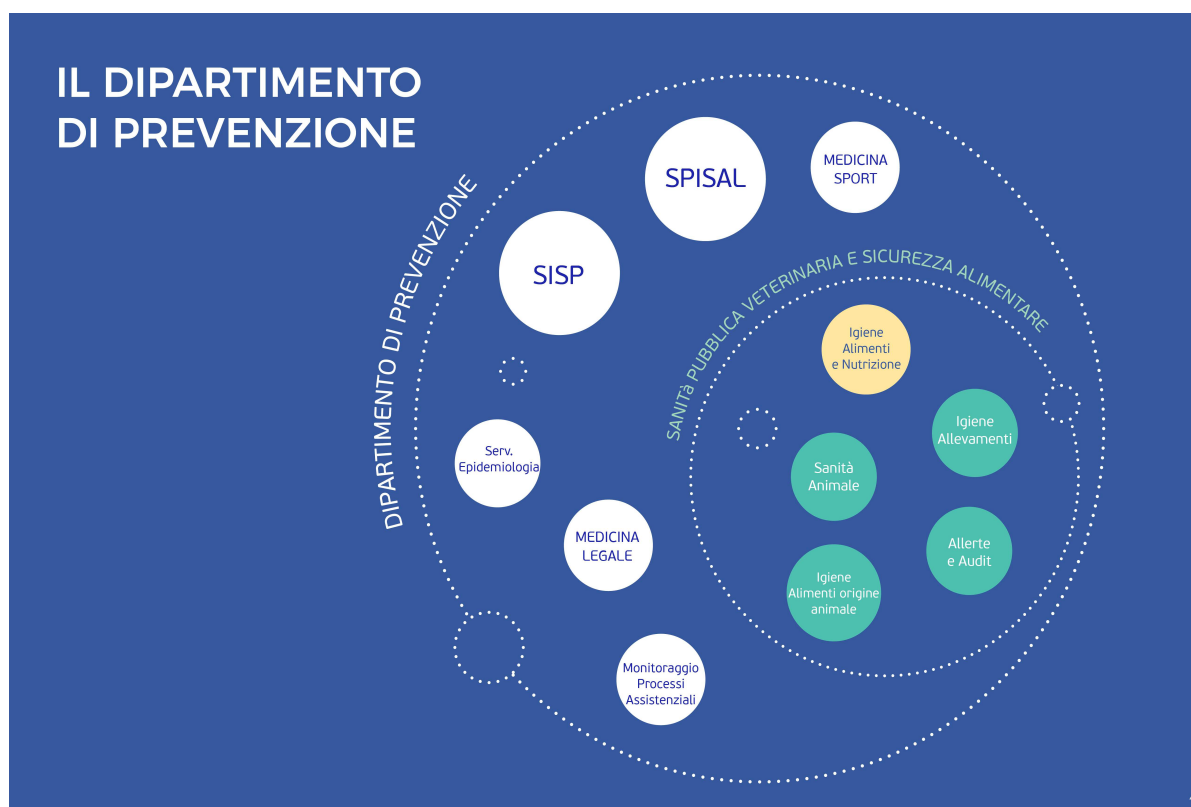 IL DIPARTIMENTO
DI PREVENZIONE
DIPARTIMENTO DI PREVENZIONE
SPISAL
MEDICINA
SPORT
SISP
SANITà PUBBLICA VETERINARIA E SICUREZZA ALIMENTARE
Igiene
Alimenti
e Nutrizione
Igiene
Allevamenti
Serv.
Epidemiologia
Sanità
Animale
MEDICINA
LEGALE
Allerte
e Audit
Igiene
Alimenti origine
animale
Monitoraggio
Processi
Assistenziali